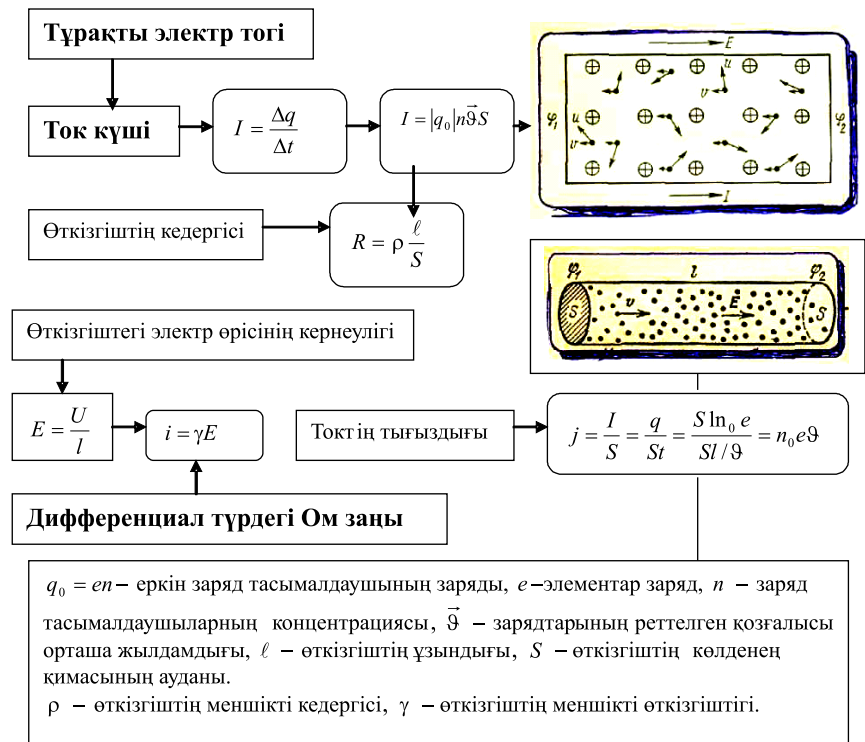 Тұрақты электр тогі
Ток күші
I = Δq / Δt
I = |q₀|nϑ⃗S
E
u
v
φ₁
φ₂
u
v
I
Өткізгіштің кедергісі
R = ρ ℓ / S
φ₁
l
φ₂
S
v
E
S
Өткізгіштегі электр өрісінің кернеулігі
E = U / l
i = γE
Токтің тығыздығы
j = I / S = q / St = S ln₀ e / Sl / ϑ = n₀eϑ
Дифференциал түрдегі Ом заңы
q₀ = en – еркін заряд тасымалдаушының заряды, e –элементар заряд, n – заряд
тасымалдаушыларның концентрациясы, ϑ⃗ – зарядтарының реттелген қозғалысы
орташа жылдамдығы, ℓ – өткізгіштің ұзындығы, S –өткізгіштің көлденең
қимасының ауданы.
ρ – өткізгіштің меншікті кедергісі, γ – өткізгіштің меншікті өткізгіштігі.